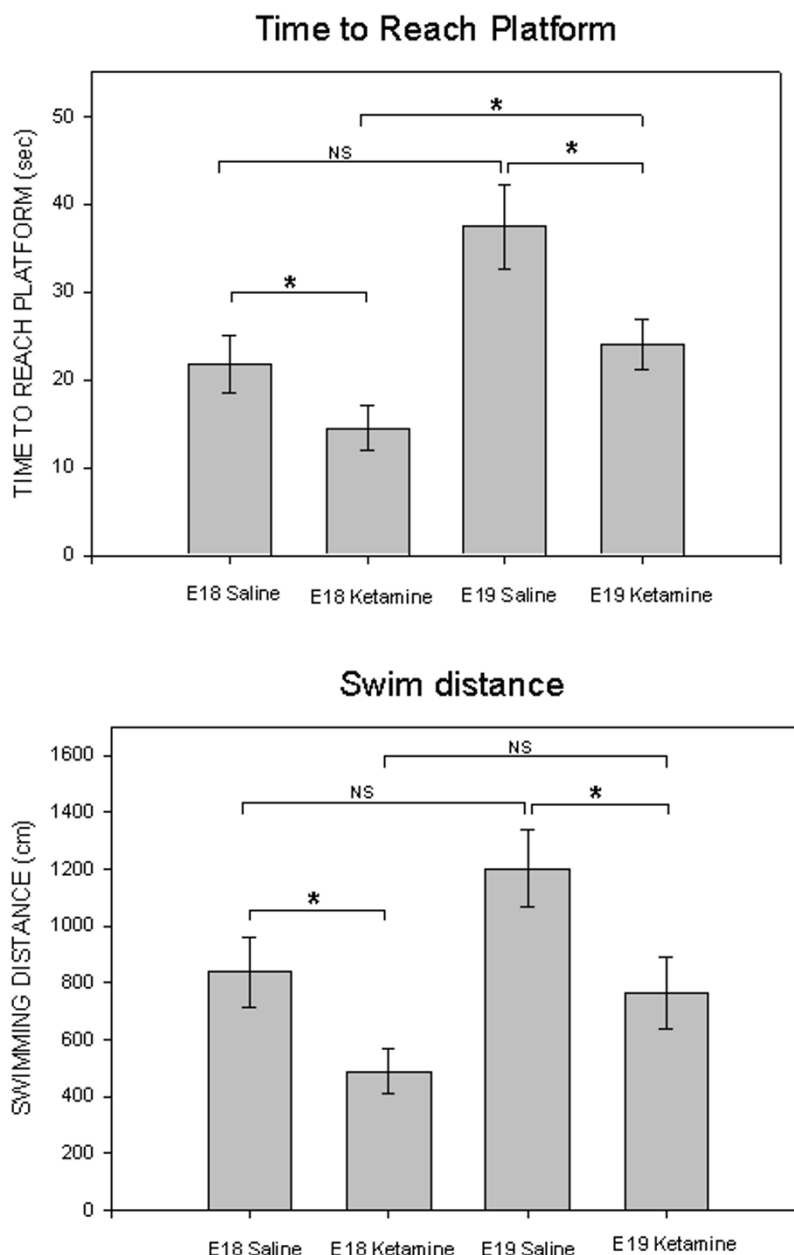 Time to Reach Platform
TIME TO REACH PLATFORM (sec)
50
40
30
20
10
0
*
NS
*
*
E18 Saline
E18 Ketamine
E19 Saline
E19 Ketamine
Swim distance
SWIMMING DISTANCE (cm)
1600
1400
1200
1000
800
600
400
200
0
NS
NS
*
*
E18 Saline
E18 Ketamine
E19 Saline
E19 Ketamine